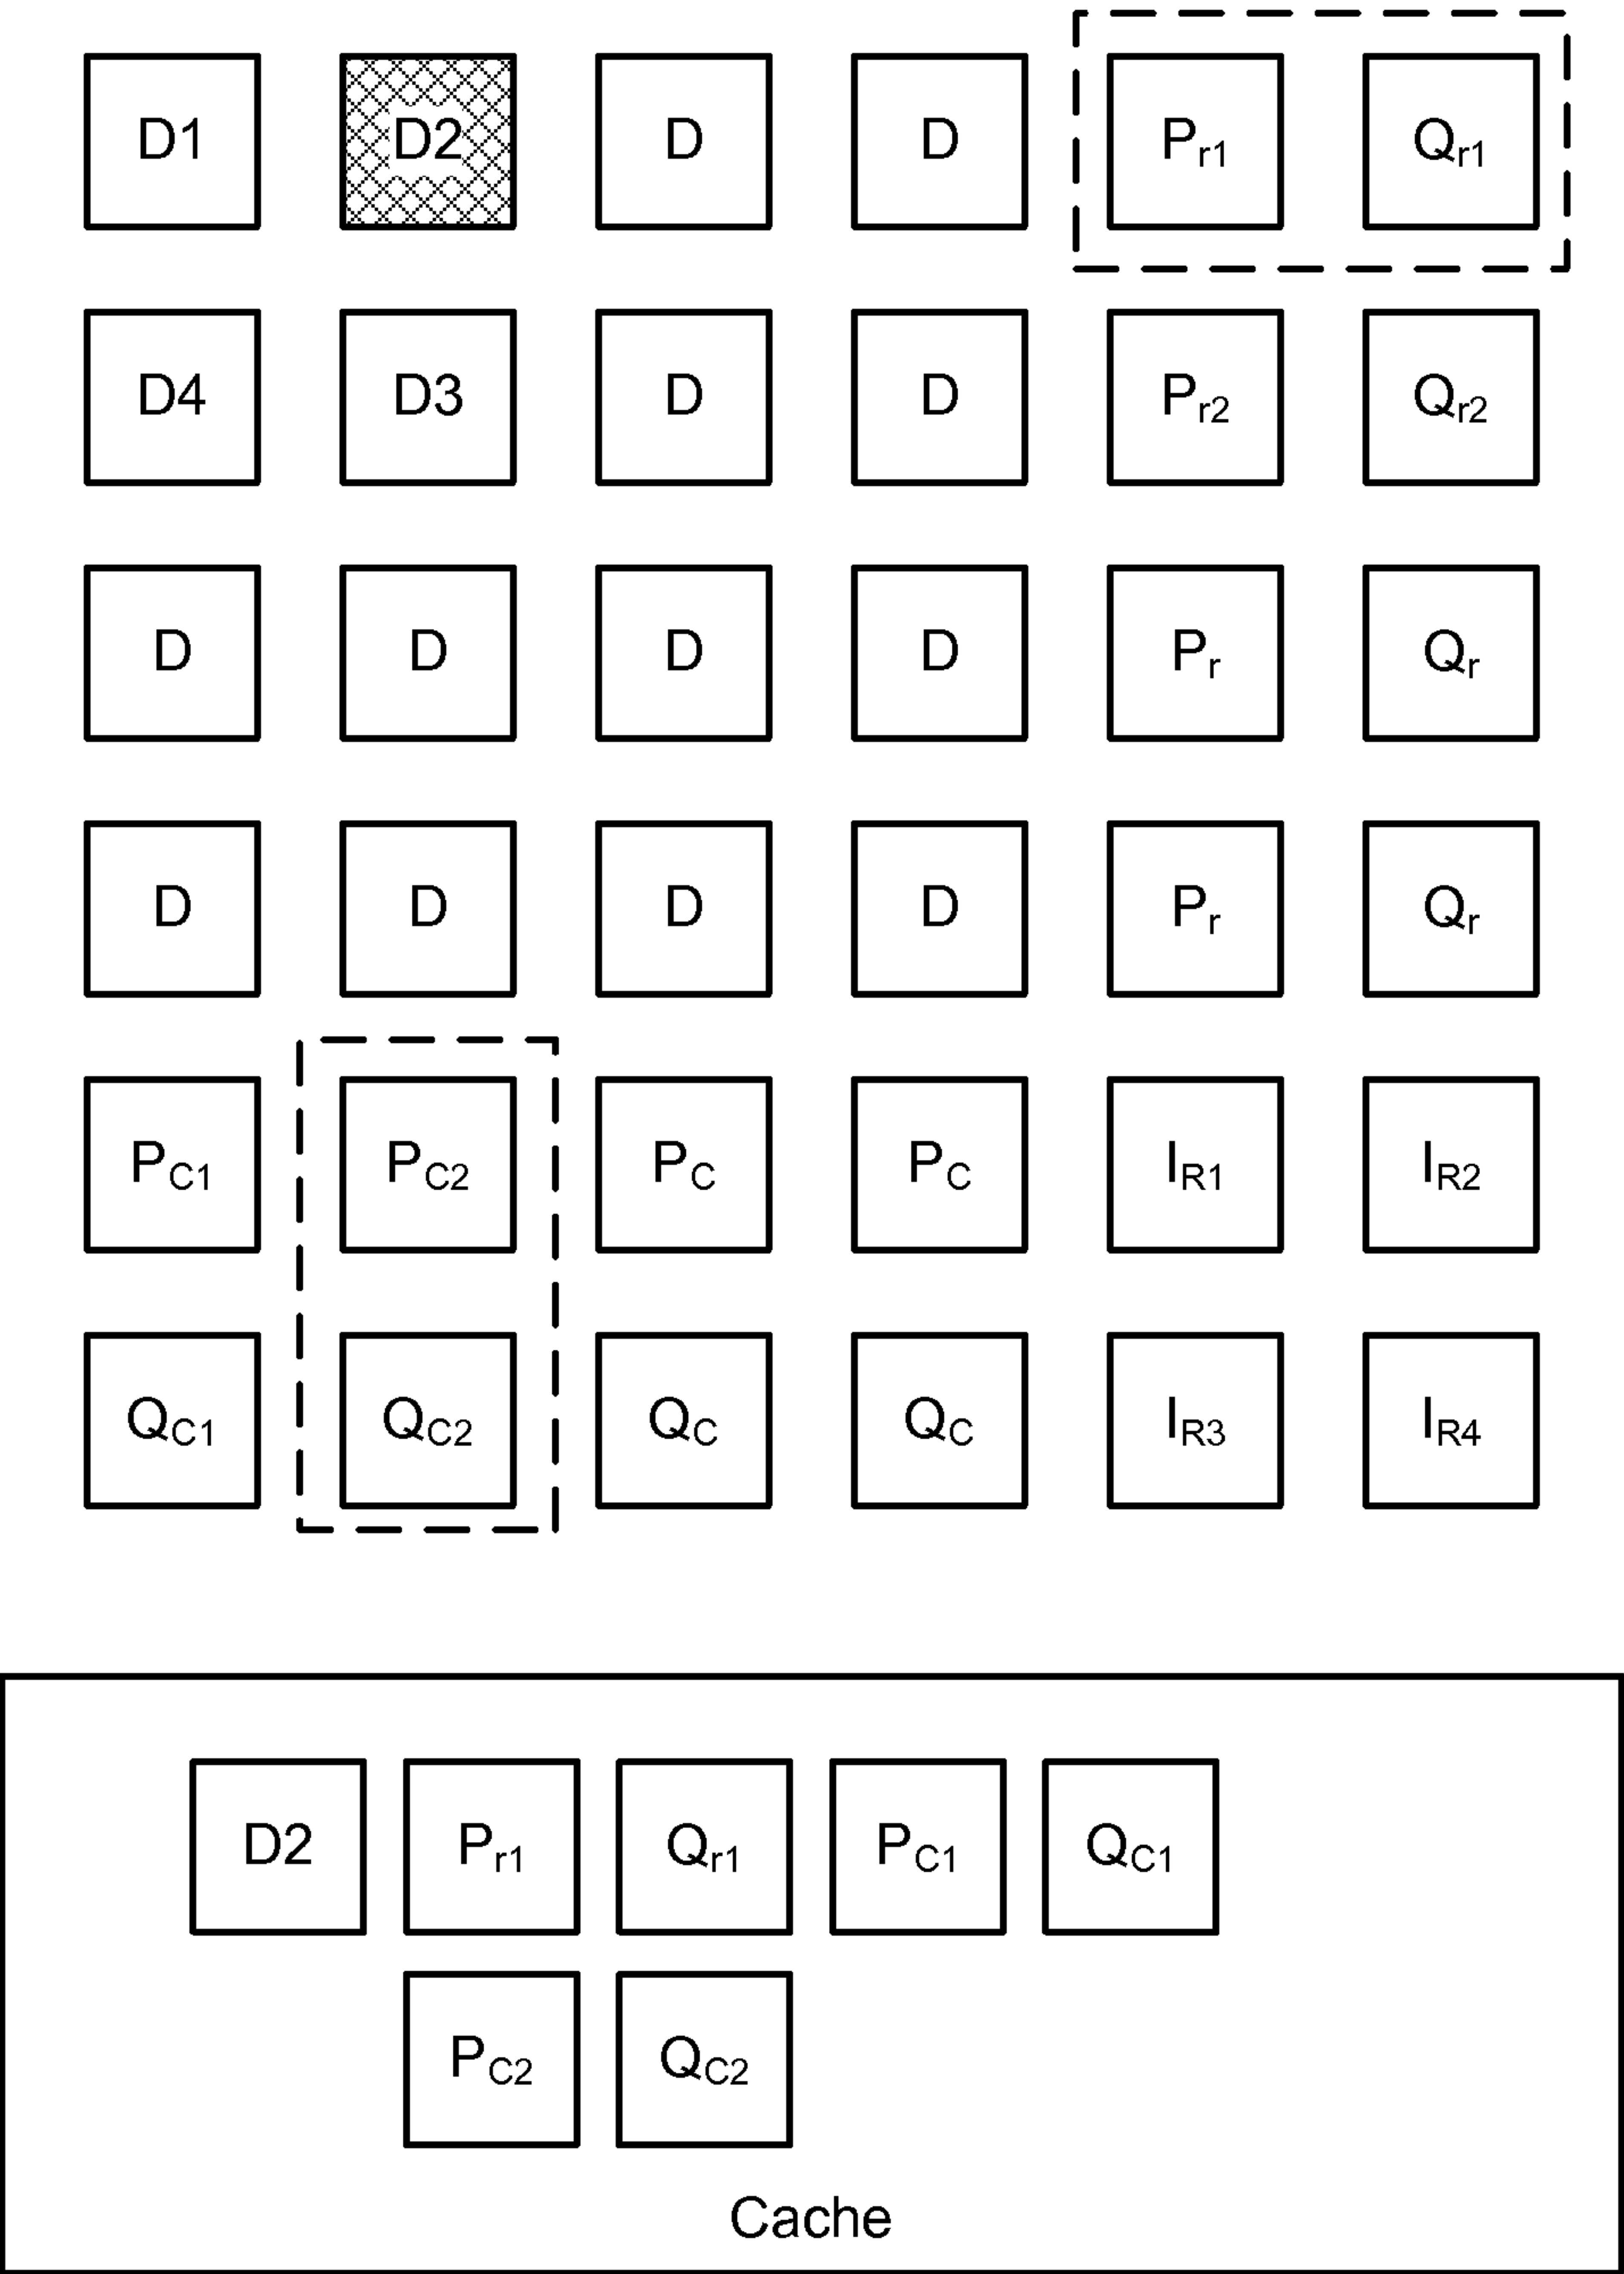 D1 D2 D D Pr1 Qr1
D4 D3 D D Pr2 Qr2
D D D D Pr Qr
D D D D Pr Qr
PC1 PC2 PC PC IR1 IR2
QC1 QC2 QC QC IR3 IR4
D2 Pr1 Qr1 PC1 QC1
PC2 QC2
Cache